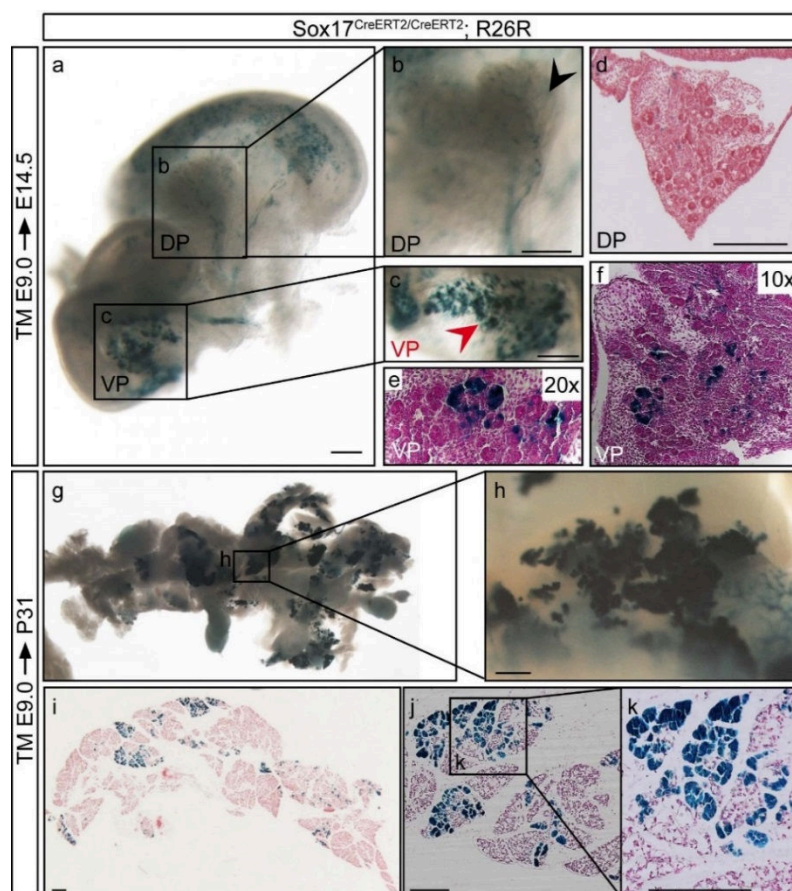 Sox17CreERT2/CreERT2; R26R
TM E9.0 → E14.5
a
b
DP
c
VP
b
DP
c
VP
d
DP
e
20x
VP
f
10x
VP
TM E9.0 → P31
g
h
h
i
j
k
k